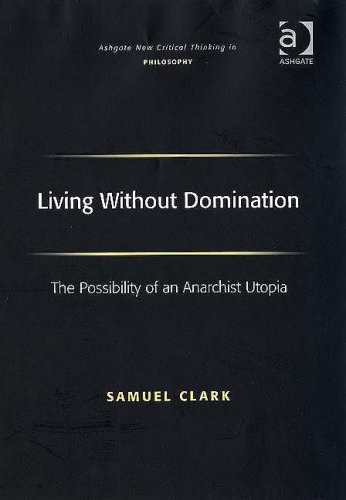 Ashgate New Critical Thinking in
PHILOSOPHY
a
ASHGATE
Living Without Domination
The Possibility of an Anarchist Utopia
SAMUEL CLARK